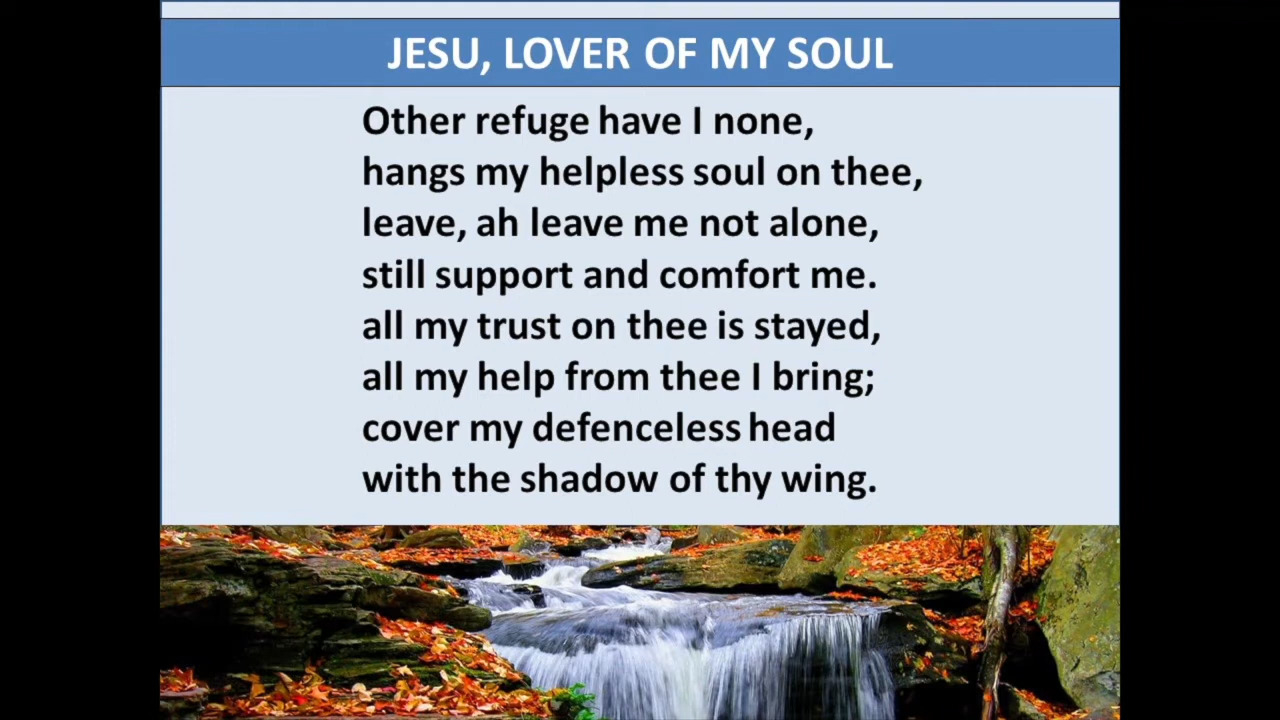 JESU, LOVER OF MY SOUL
Other refuge have I none,
hangs my helpless soul on thee,
leave, ah leave me not alone,
still support and comfort me.
all my trust on thee is stayed,
all my help from thee I bring;
cover my defenceless head
with the shadow of thy wing.